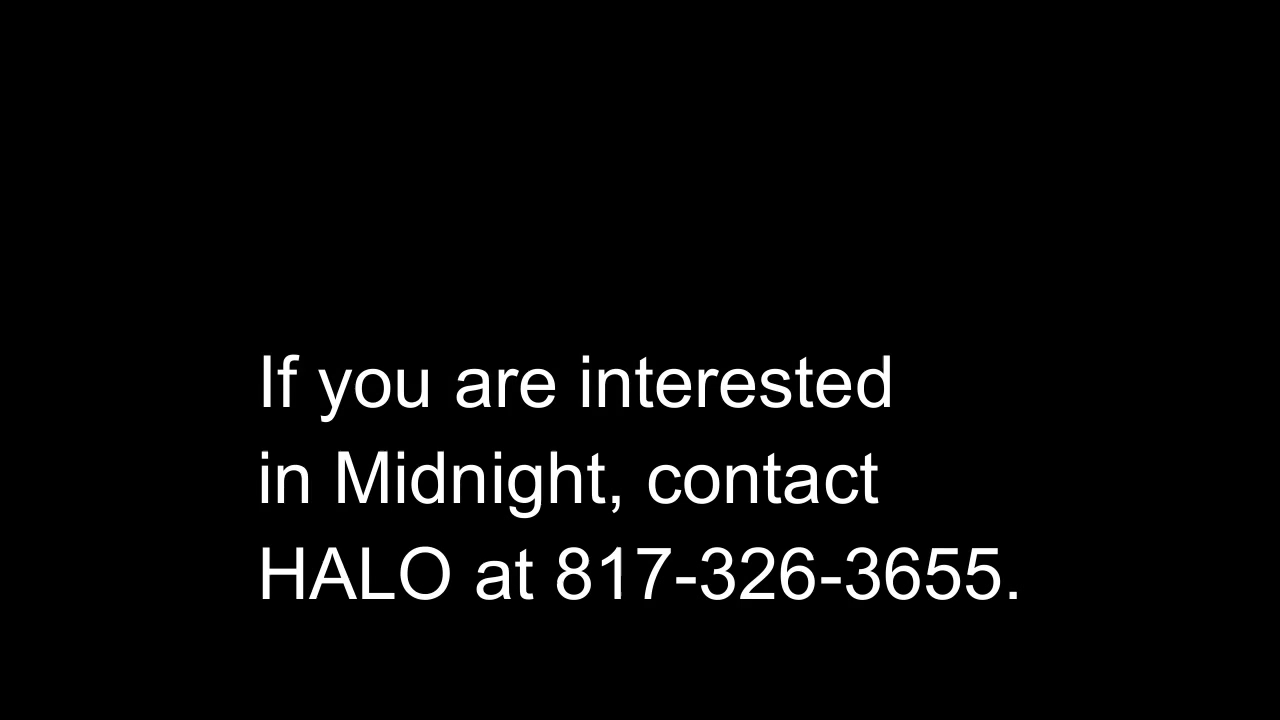 If you are interested
in Midnight, contact
HALO at 817-326-3655.